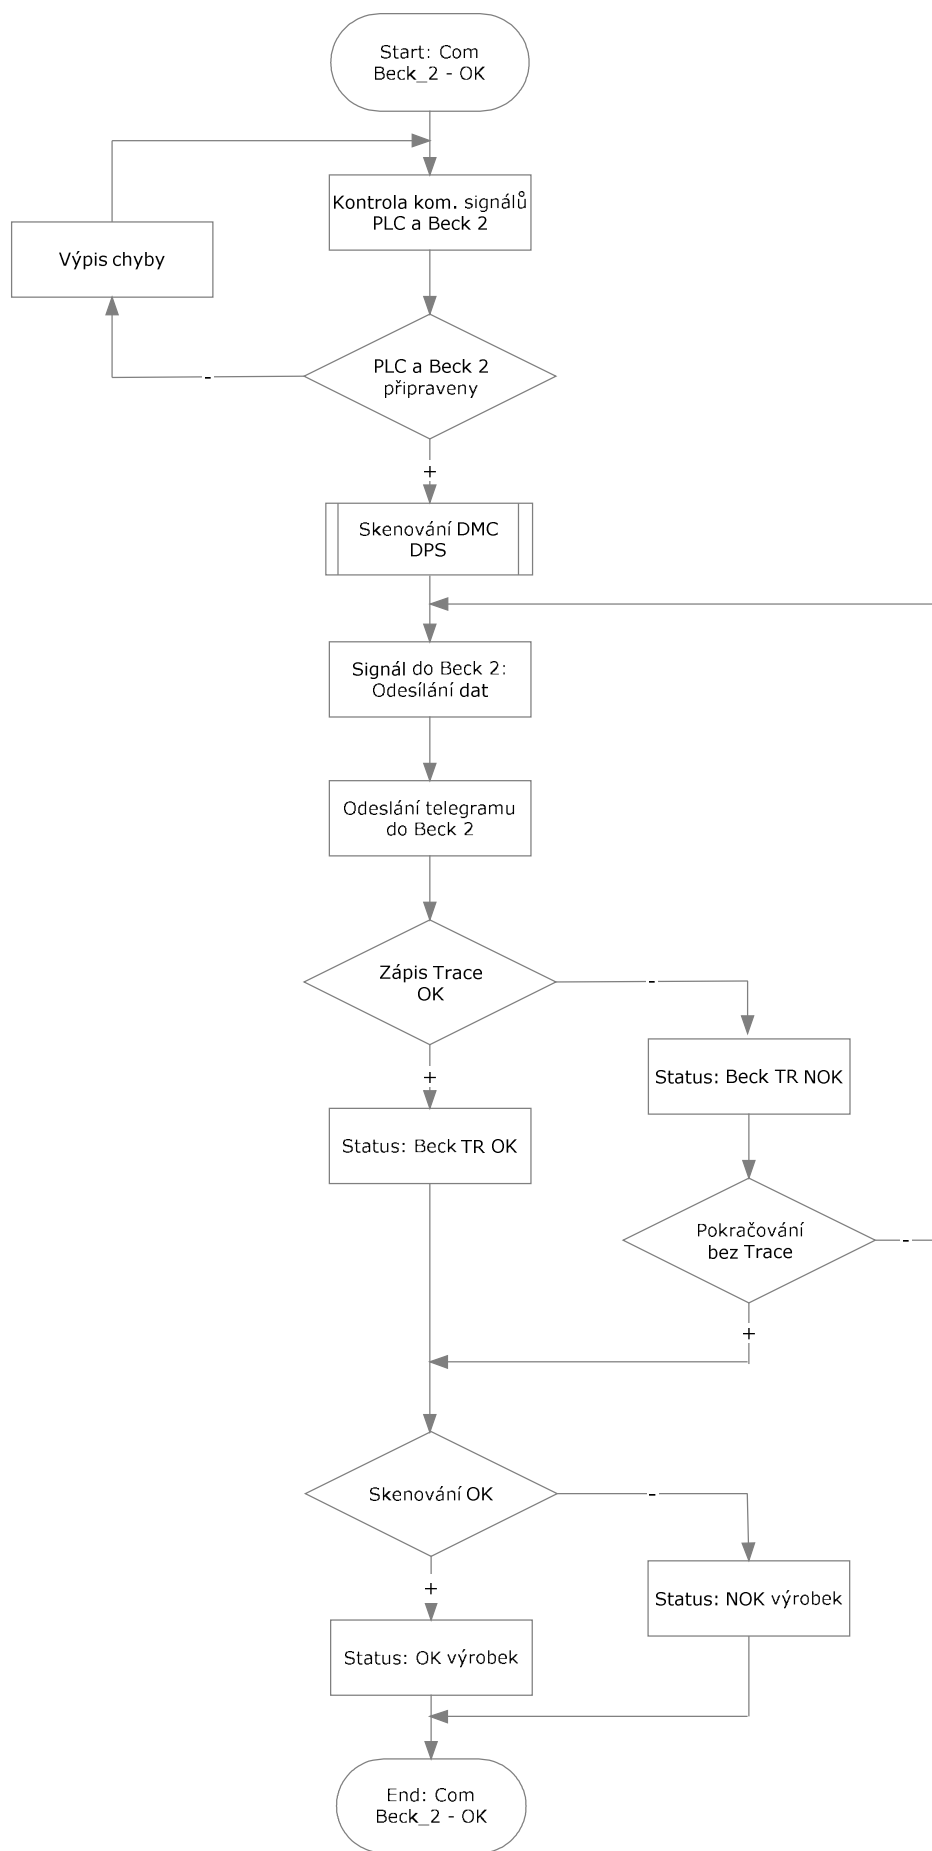 Start: Com
Beck_2 - OK
Kontrola kom. signálů
PLC a Beck 2
Výpis chyby
PLC a Beck 2
připraveny
-
+
Skenování DMC
DPS
Signál do Beck 2:
Odesílání dat
Odeslání telegramu
do Beck 2
Zápis Trace
OK
-
+
Status: Beck TR NOK
Status: Beck TR OK
Pokračování
bez Trace
-
+
Skenování OK
-
+
Status: NOK výrobek
Status: OK výrobek
End: Com
Beck_2 - OK